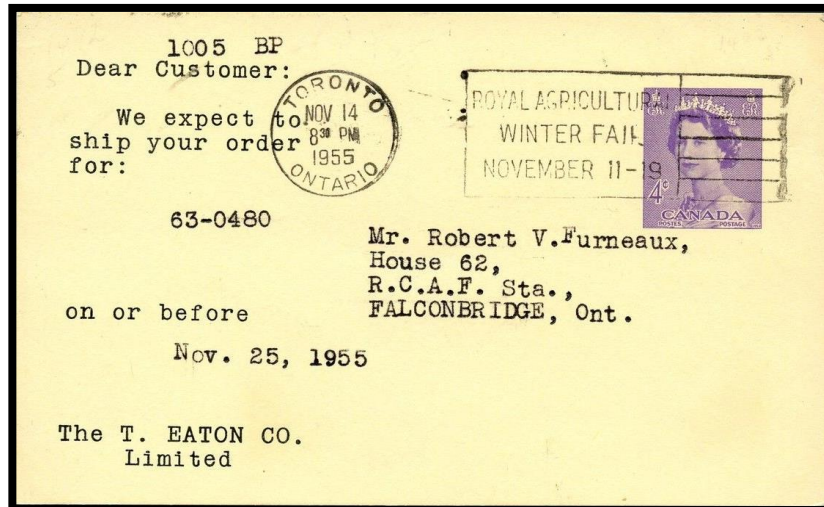 1005 BP
Dear Customer:
We expect to
ship your order
for:
63-0480
on or before
Nov. 25, 1955
The T. EATON CO.
Limited
TORONTO
NOV 14
8³⁰ PM
1955
ONTARIO
ROYAL AGRICULTURAL
WINTER FAIR
NOVEMBER 11-19
4¢
CANADA
POSTES POSTAGE
Mr. Robert V.Furneaux,
House 62,
R.C.A.F. Sta.,
FALCONBRIDGE, Ont.